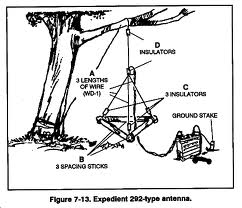 D
INSULATORS
A
3 LENGTHS
OF WIRE
(WD-1)
C
3 INSULATORS
GROUND STAKE
B
3 SPACING STICKS
Figure 7-13. Expedient 292-type antenna.